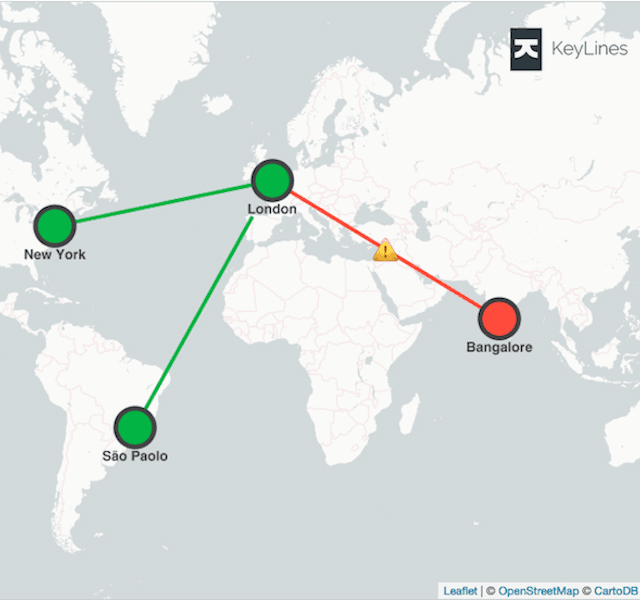 KeyLines
London
New York
Bangalore
São Paolo
Leaflet | © OpenStreetMap © CartoDB